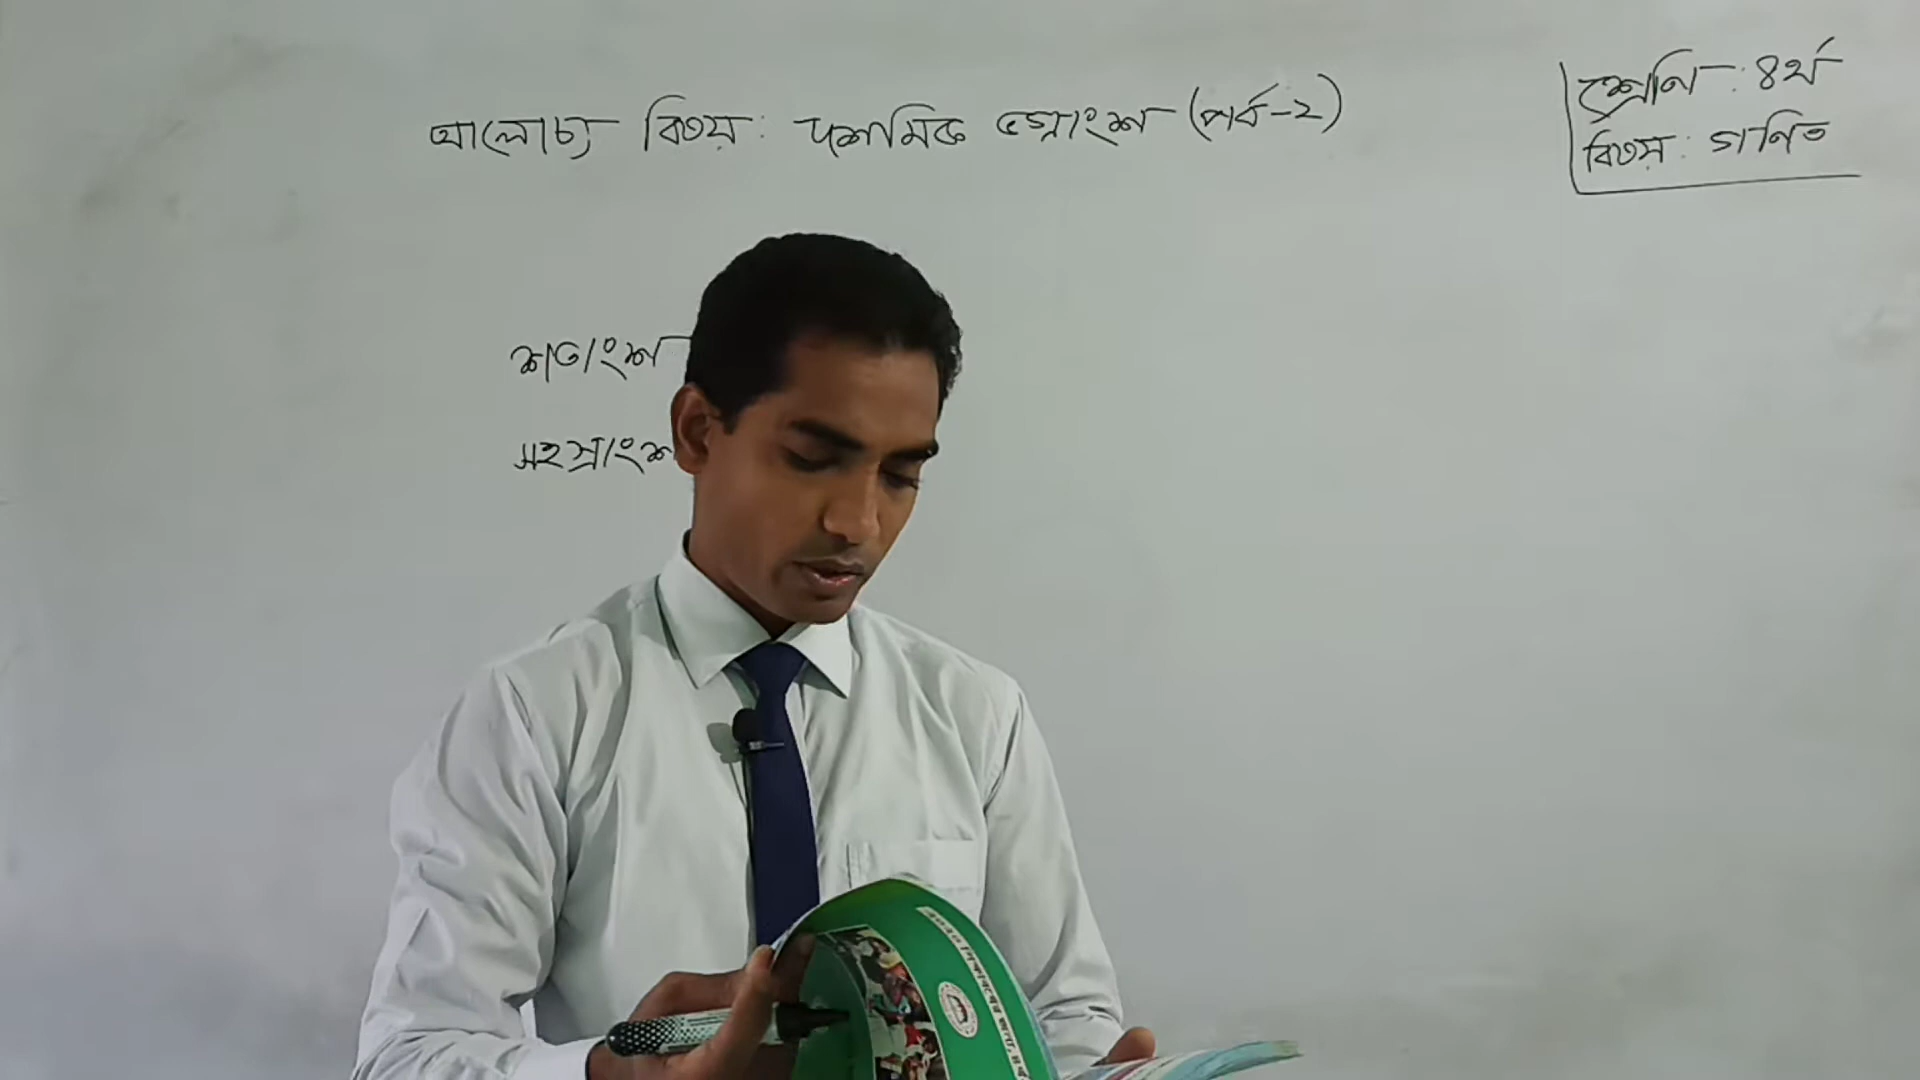 আলোচ্য বিষয়: দশমিক ভগ্নাংশ (পর্ব-২)
শ্রেণি: ৪র্থ
বিষয়: গণিত
শতাংশ
সহস্রাংশ